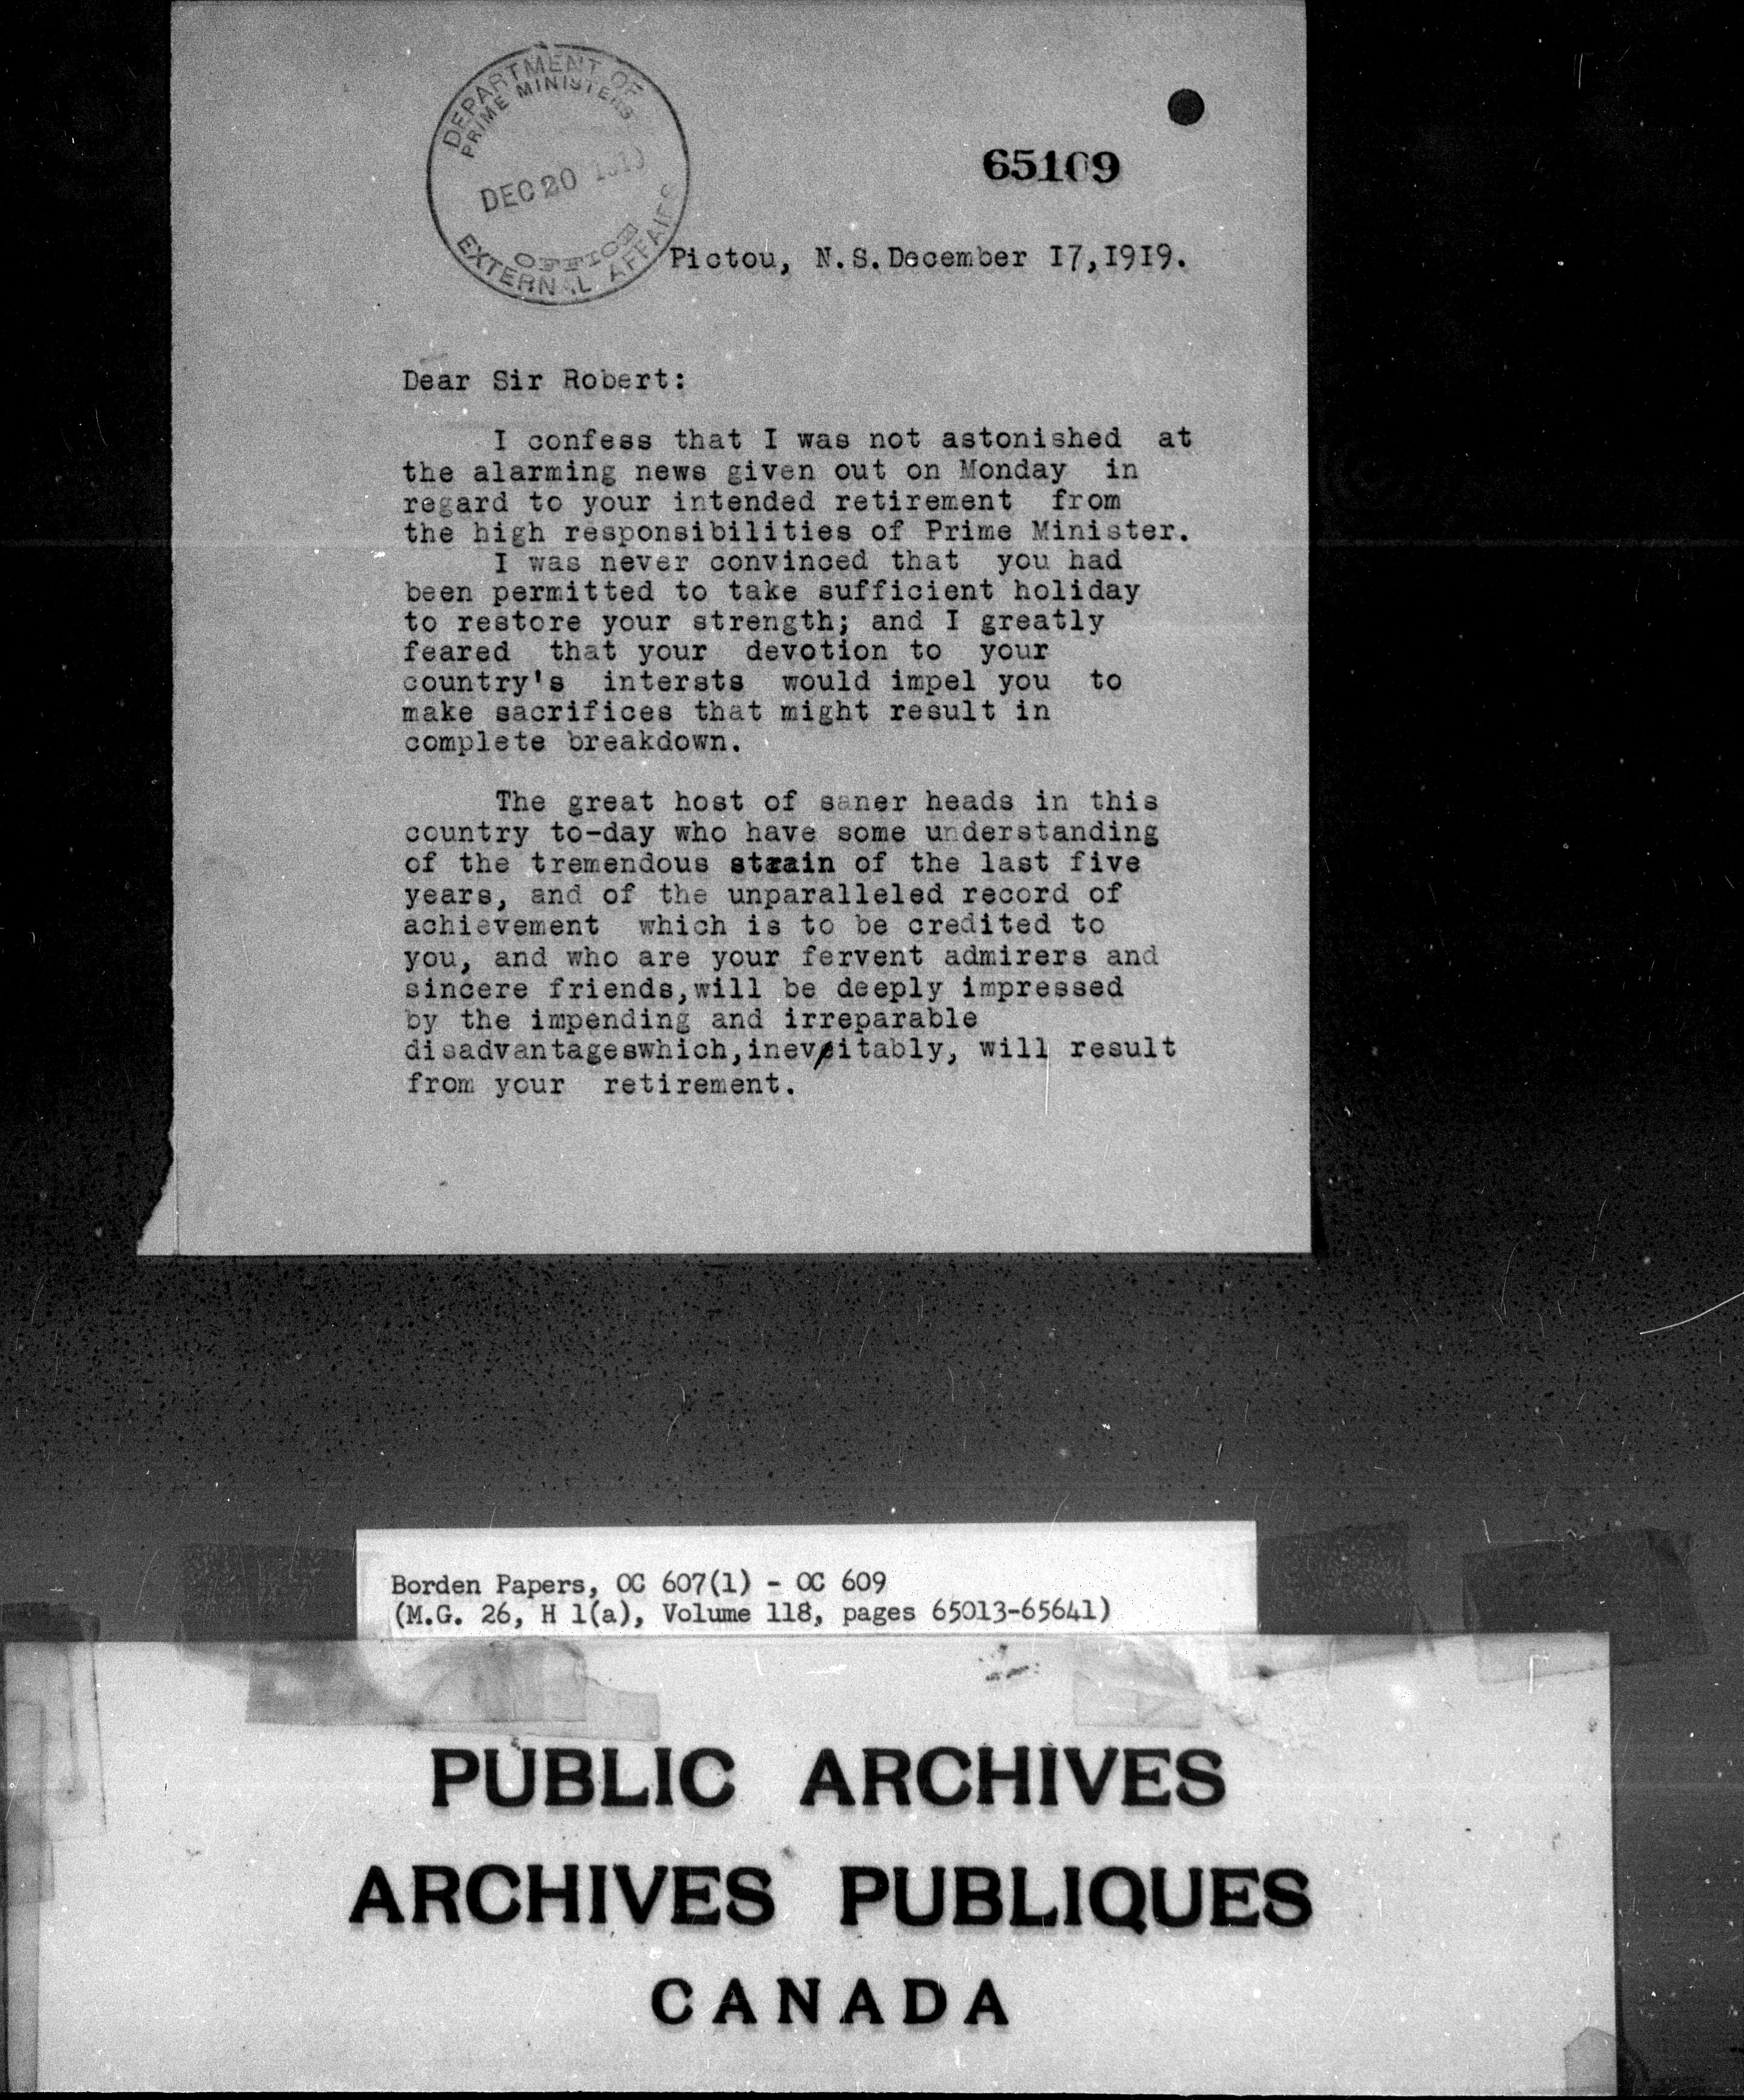 DEPARTMENT OF
PRIME MINISTERS
DEC 20 1919
OFFICE
EXTERNAL AFFAIRS
65109
Pictou, N.S. December 17,1919.
Dear Sir Robert:
I confess that I was not astonished at
the alarming news given out on Monday in
regard to your intended retirement from
the high responsibilities of Prime Minister.
I was never convinced that you had
been permitted to take sufficient holiday
to restore your strength; and I greatly
feared that your devotion to your
country's intersts would impel you to
make sacrifices that might result in
complete breakdown.
The great host of saner heads in this
country to-day who have some understanding
of the tremendous strain of the last five
years, and of the unparalleled record of
achievement which is to be credited to
you, and who are your fervent admirers and
sincere friends,will be deeply impressed
by the impending and irreparable
disadvantageswhich,inevitably, will result
from your retirement.
Borden Papers, OC 607(1) - OC 609
(M.G. 26, H 1(a), Volume 118, pages 65013-65641)
PUBLIC ARCHIVES
ARCHIVES PUBLIQUES
CANADA